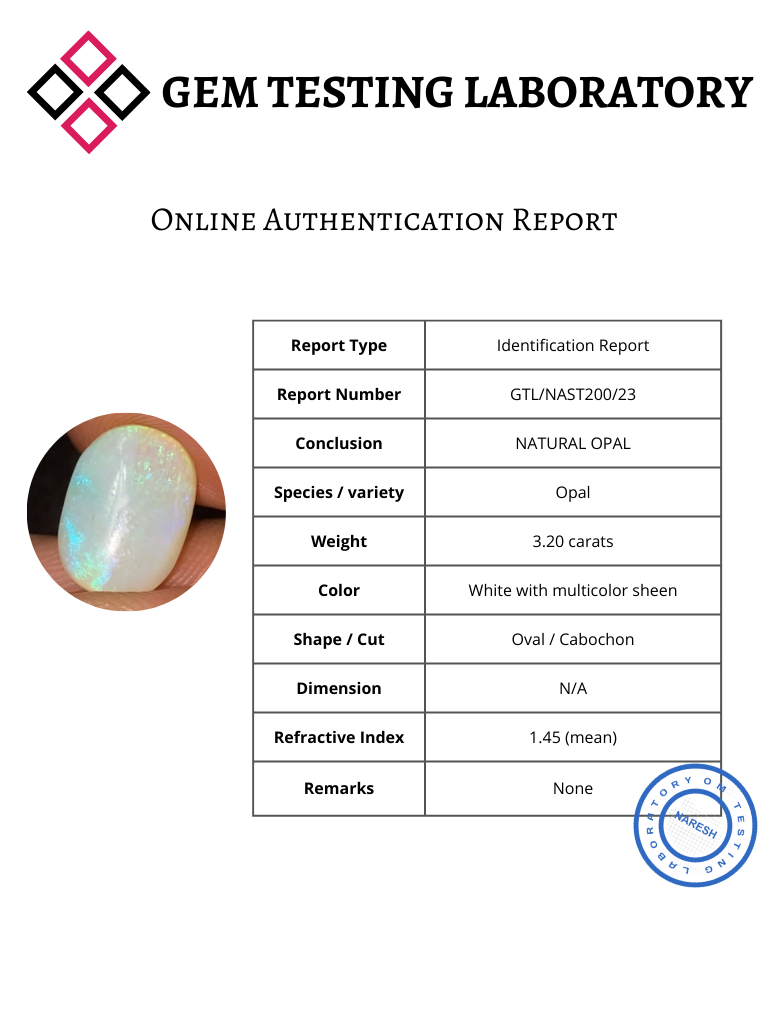 GEM TESTING LABORATORY
Online Authentication Report
Report Type Identification Report
Report Number GTL/NAST200/23
Conclusion NATURAL OPAL
Species / variety Opal
Weight 3.20 carats
Color White with multicolor sheen
Shape / Cut Oval / Cabochon
Dimension N/A
Refractive Index 1.45 (mean)
Remarks None
OM TESTING LABORATORY
NARESH